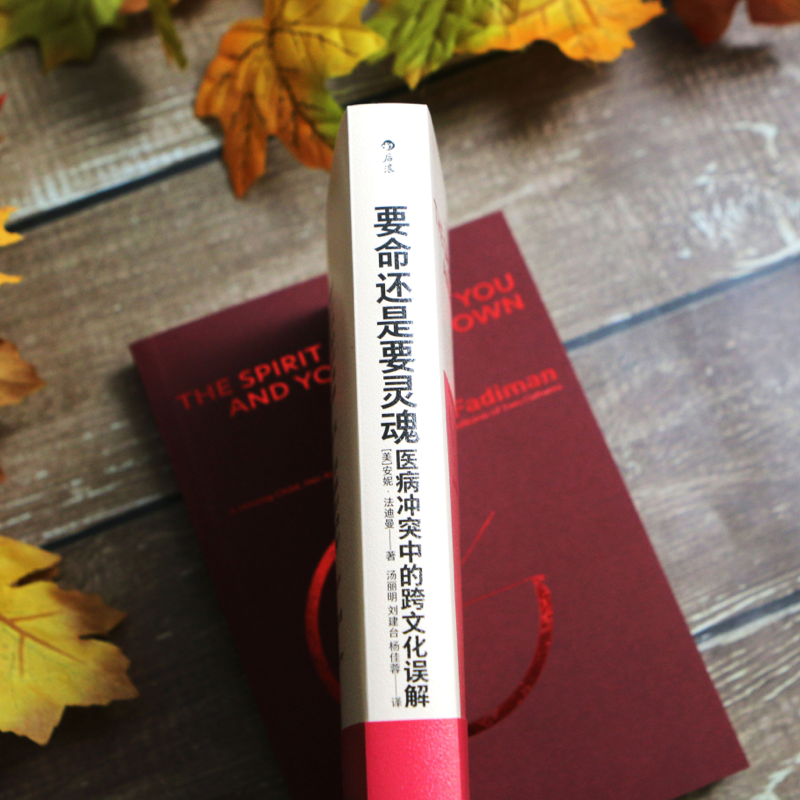 后浪
要命还是要灵魂
医病冲突中的跨文化误解
[美]安妮·法迪曼——著 汤丽明 刘建台 杨佳蓉——译
THE SPIRIT YOU
AND OWN
Fadiman